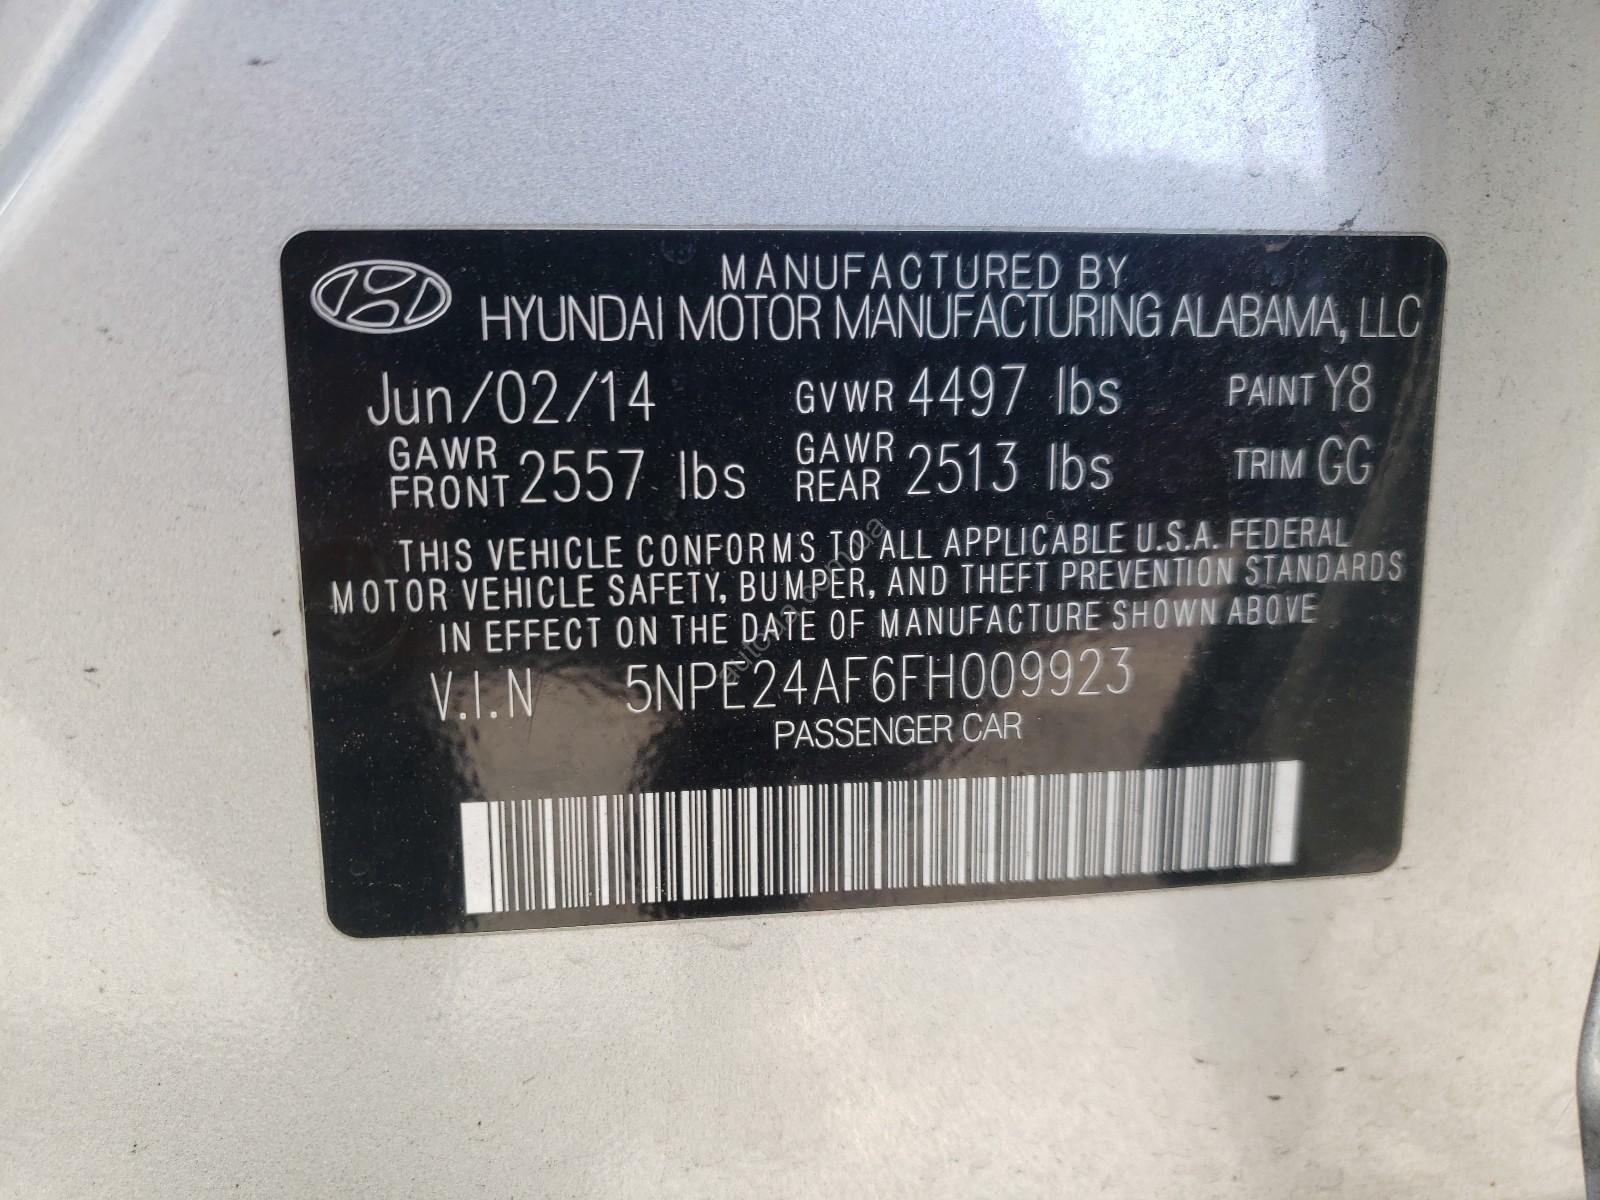 MANUFACTURED BY
HYUNDAI MOTOR MANUFACTURING ALABAMA, LLC
Jun/02/14 GVWR 4497 lbs PAINT Y8
GAWR FRONT 2557 lbs GAWR REAR 2513 lbs TRIM GG
THIS VEHICLE CONFORMS TO ALL APPLICABLE U.S.A. FEDERAL
MOTOR VEHICLE SAFETY, BUMPER, AND THEFT PREVENTION STANDARDS
IN EFFECT ON THE DATE OF MANUFACTURE SHOWN ABOVE
V.I.N 5NPE24AF6FH009923
PASSENGER CAR